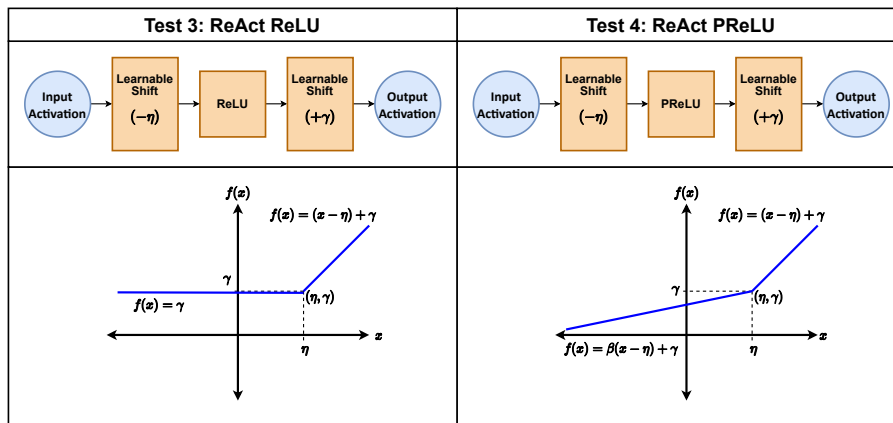 Test 3: ReAct ReLU
Input
Activation
Learnable
Shift
(−η)
ReLU
Learnable
Shift
(+γ)
Output
Activation
f(x)
f(x) = (x − η) + γ
γ
(η, γ)
f(x) = γ
x
η
Test 4: ReAct PReLU
Input
Activation
Learnable
Shift
(−η)
PReLU
Learnable
Shift
(+γ)
Output
Activation
f(x)
f(x) = (x − η) + γ
γ
(η, γ)
x
f(x) = β(x − η) + γ
η